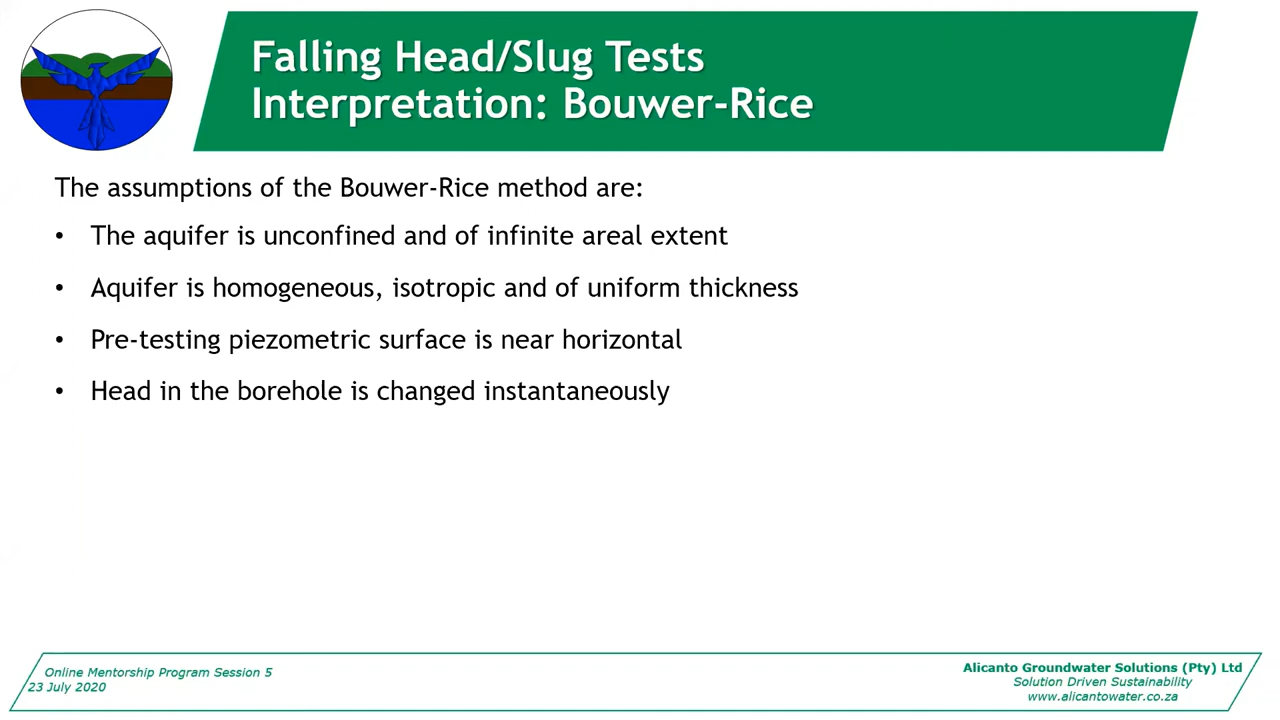 Falling Head/Slug Tests
Interpretation: Bouwer-Rice
The assumptions of the Bouwer-Rice method are:
• The aquifer is unconfined and of infinite areal extent
• Aquifer is homogeneous, isotropic and of uniform thickness
• Pre-testing piezometric surface is near horizontal
• Head in the borehole is changed instantaneously
Online Mentorship Program Session 5
23 July 2020
Alicanto Groundwater Solutions (Pty) Ltd
Solution Driven Sustainability
www.alicantowater.co.za